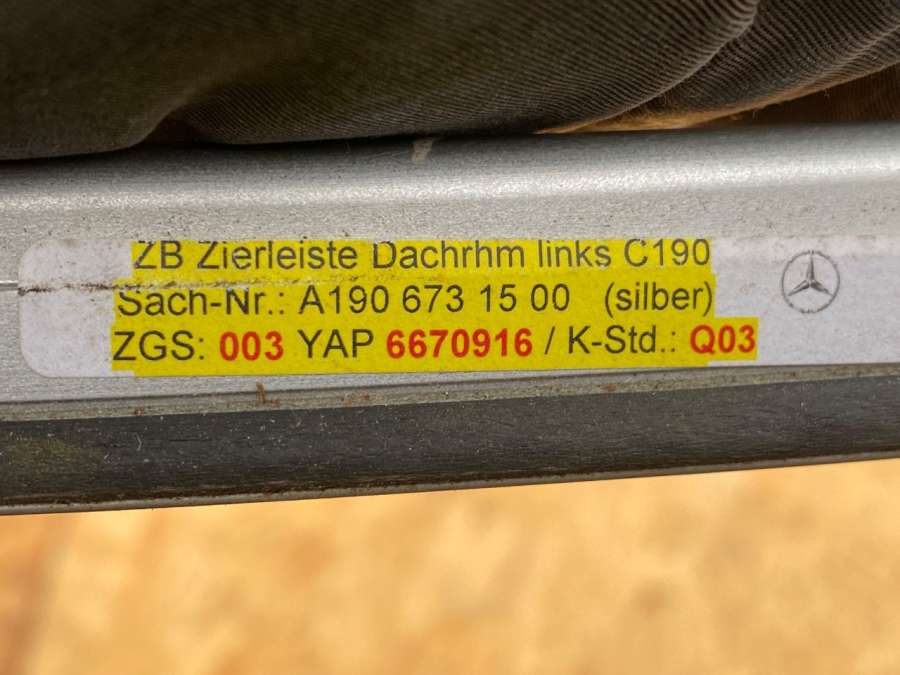 ZB Zierleiste Dachrhm links C190
Sach-Nr.: A190 673 15 00 (silber)
ZGS: 003 YAP 6670916 / K-Std.: Q03